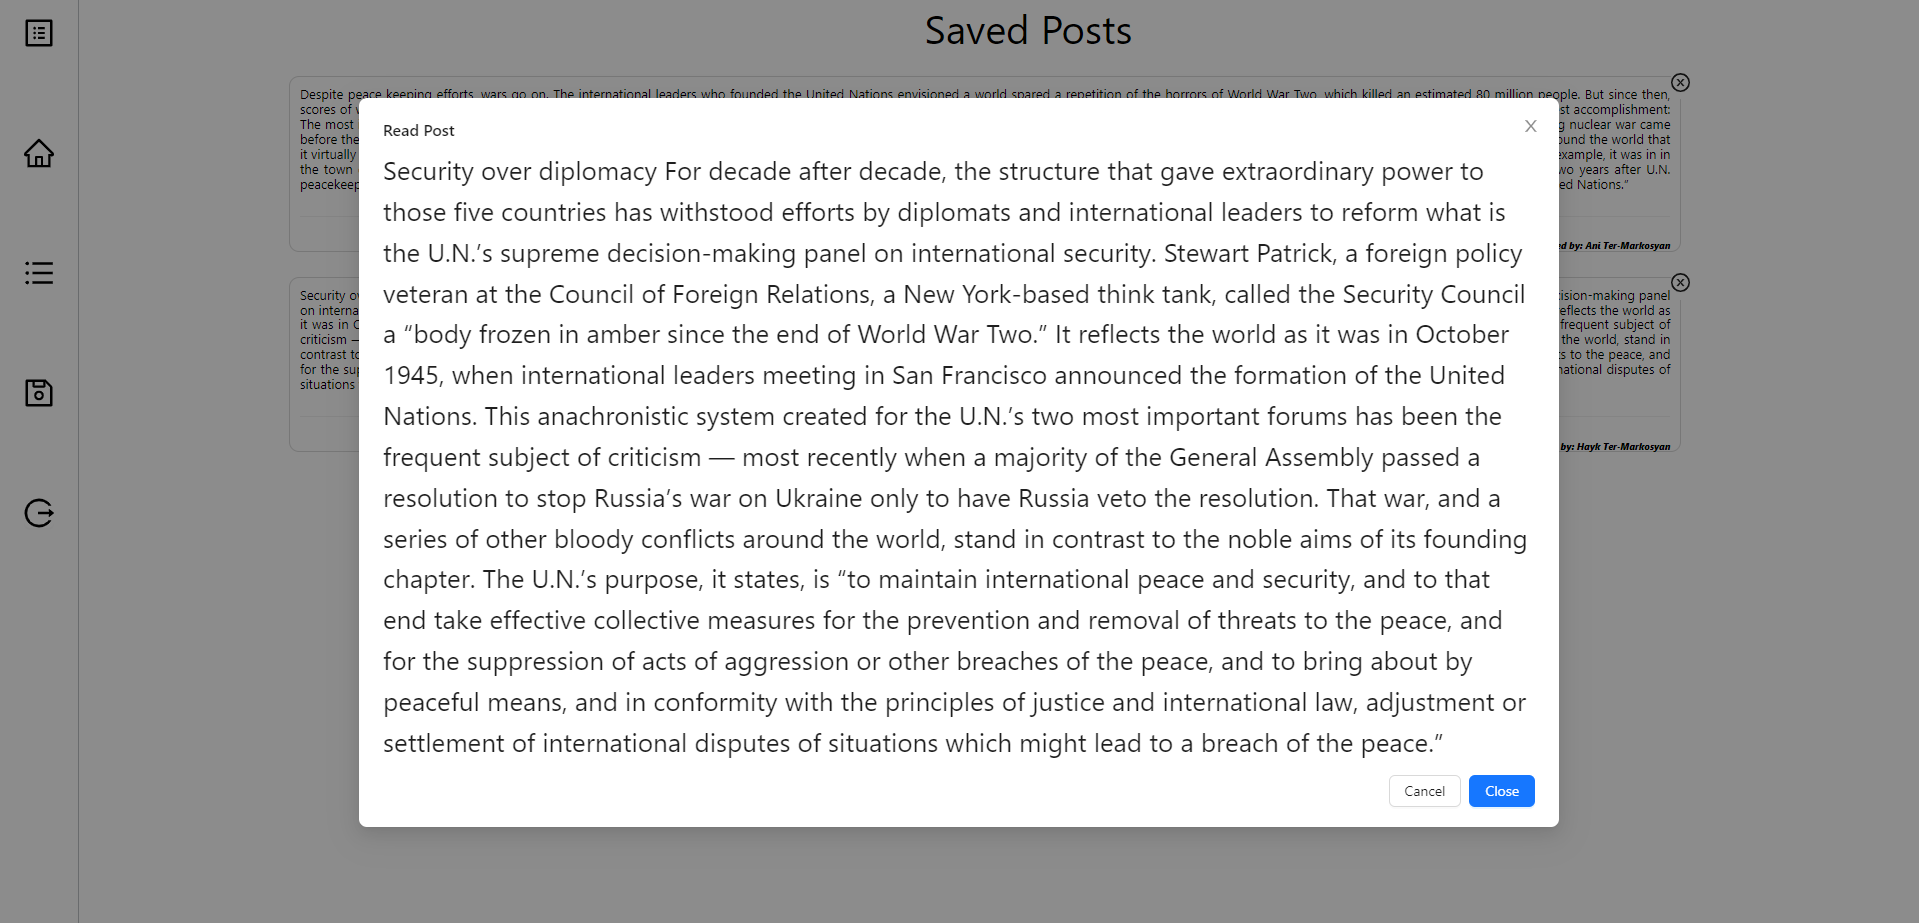 Saved Posts
Despite peace keeping efforts, wars go on. The international leaders who founded the United Nations envisioned a world spared a repetition of the horrors of World War Two, which killed an estimated 80 million people. But since then,
scores of
st accomplishment:
The most
nuclear war came
before the
ound the world that
it virtually
example, it was in in
the town
wo years after U.N.
peacekeep
ed Nations.”
ed by: Ani Ter-Markosyan
Security ov
cision-making panel
on interna
eflects the world as
it was in O
frequent subject of
criticism —
the world, stand in
contrast to
s to the peace, and
for the sup
national disputes of
situations
by: Hayk Ter-Markosyan
Read Post
Security over diplomacy For decade after decade, the structure that gave extraordinary power to
those five countries has withstood efforts by diplomats and international leaders to reform what is
the U.N.’s supreme decision-making panel on international security. Stewart Patrick, a foreign policy
veteran at the Council of Foreign Relations, a New York-based think tank, called the Security Council
a “body frozen in amber since the end of World War Two.” It reflects the world as it was in October
1945, when international leaders meeting in San Francisco announced the formation of the United
Nations. This anachronistic system created for the U.N.’s two most important forums has been the
frequent subject of criticism — most recently when a majority of the General Assembly passed a
resolution to stop Russia’s war on Ukraine only to have Russia veto the resolution. That war, and a
series of other bloody conflicts around the world, stand in contrast to the noble aims of its founding
chapter. The U.N.’s purpose, it states, is “to maintain international peace and security, and to that
end take effective collective measures for the prevention and removal of threats to the peace, and
for the suppression of acts of aggression or other breaches of the peace, and to bring about by
peaceful means, and in conformity with the principles of justice and international law, adjustment or
settlement of international disputes of situations which might lead to a breach of the peace.”
Cancel
Close